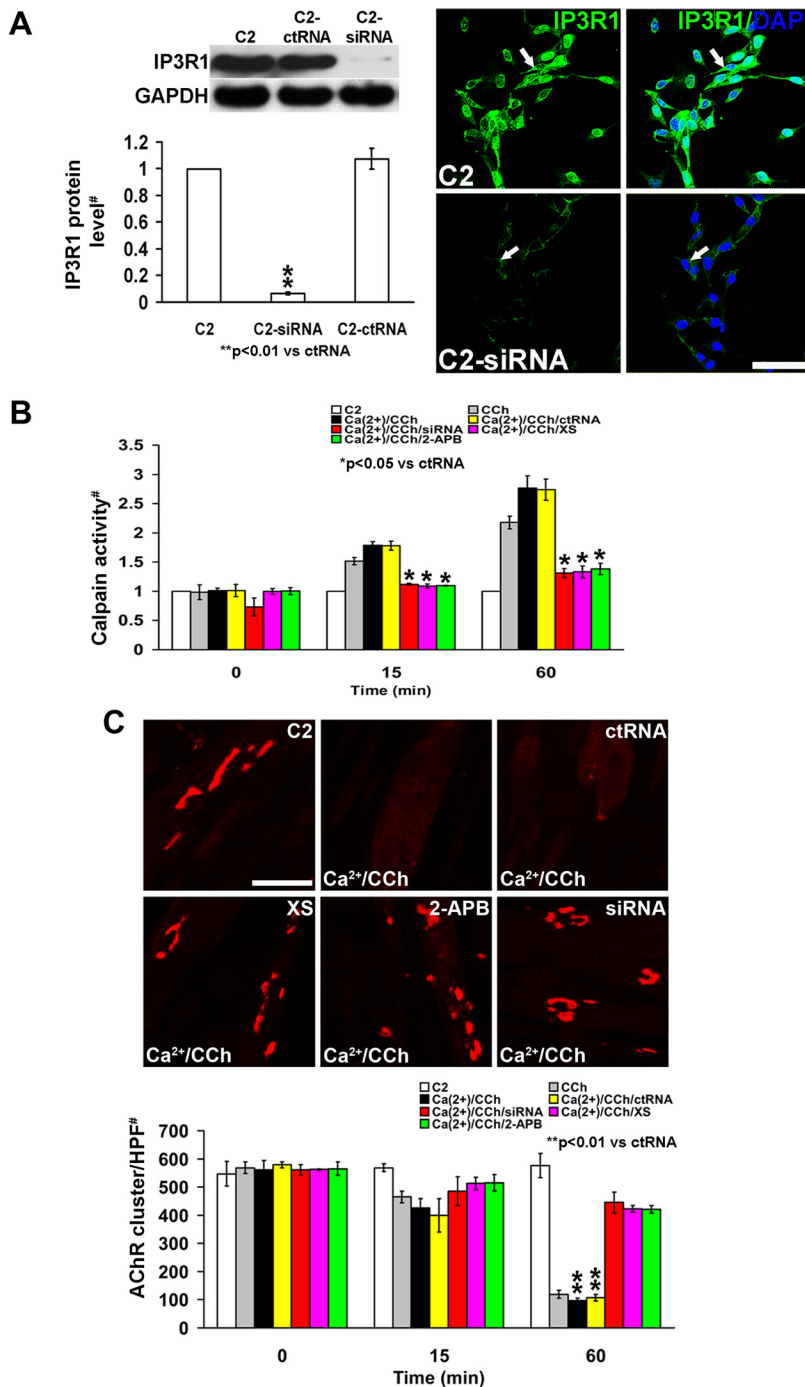 A
C2
C2-ctRNA
C2-siRNA
IP3R1
GAPDH
IP3R1 protein level#
1.2
1
0.8
0.6
0.4
0.2
0
**
C2
C2-siRNA
C2-ctRNA
**p<0.01 vs ctRNA
IP3R1
IP3R1/DAPI
C2
C2-siRNA
B
C2
CCh
Ca(2+)/CCh
Ca(2+)/CCh/ctRNA
Ca(2+)/CCh/siRNA
Ca(2+)/CCh/XS
Ca(2+)/CCh/2-APB
*p<0.05 vs ctRNA
Calpain activity#
3.5
3
2.5
2
1.5
1
0.5
0
* * *
* * *
0
15
60
Time (min)
C
C2
Ca²⁺/CCh
ctRNA
Ca²⁺/CCh
XS
Ca²⁺/CCh
2-APB
Ca²⁺/CCh
siRNA
Ca²⁺/CCh
C2
CCh
Ca(2+)/CCh
Ca(2+)/CCh/ctRNA
Ca(2+)/CCh/siRNA
Ca(2+)/CCh/XS
Ca(2+)/CCh/2-APB
**p<0.01 vs ctRNA
AChR cluster/HPF#
700
600
500
400
300
200
100
0
** **
0
15
60
Time (min)